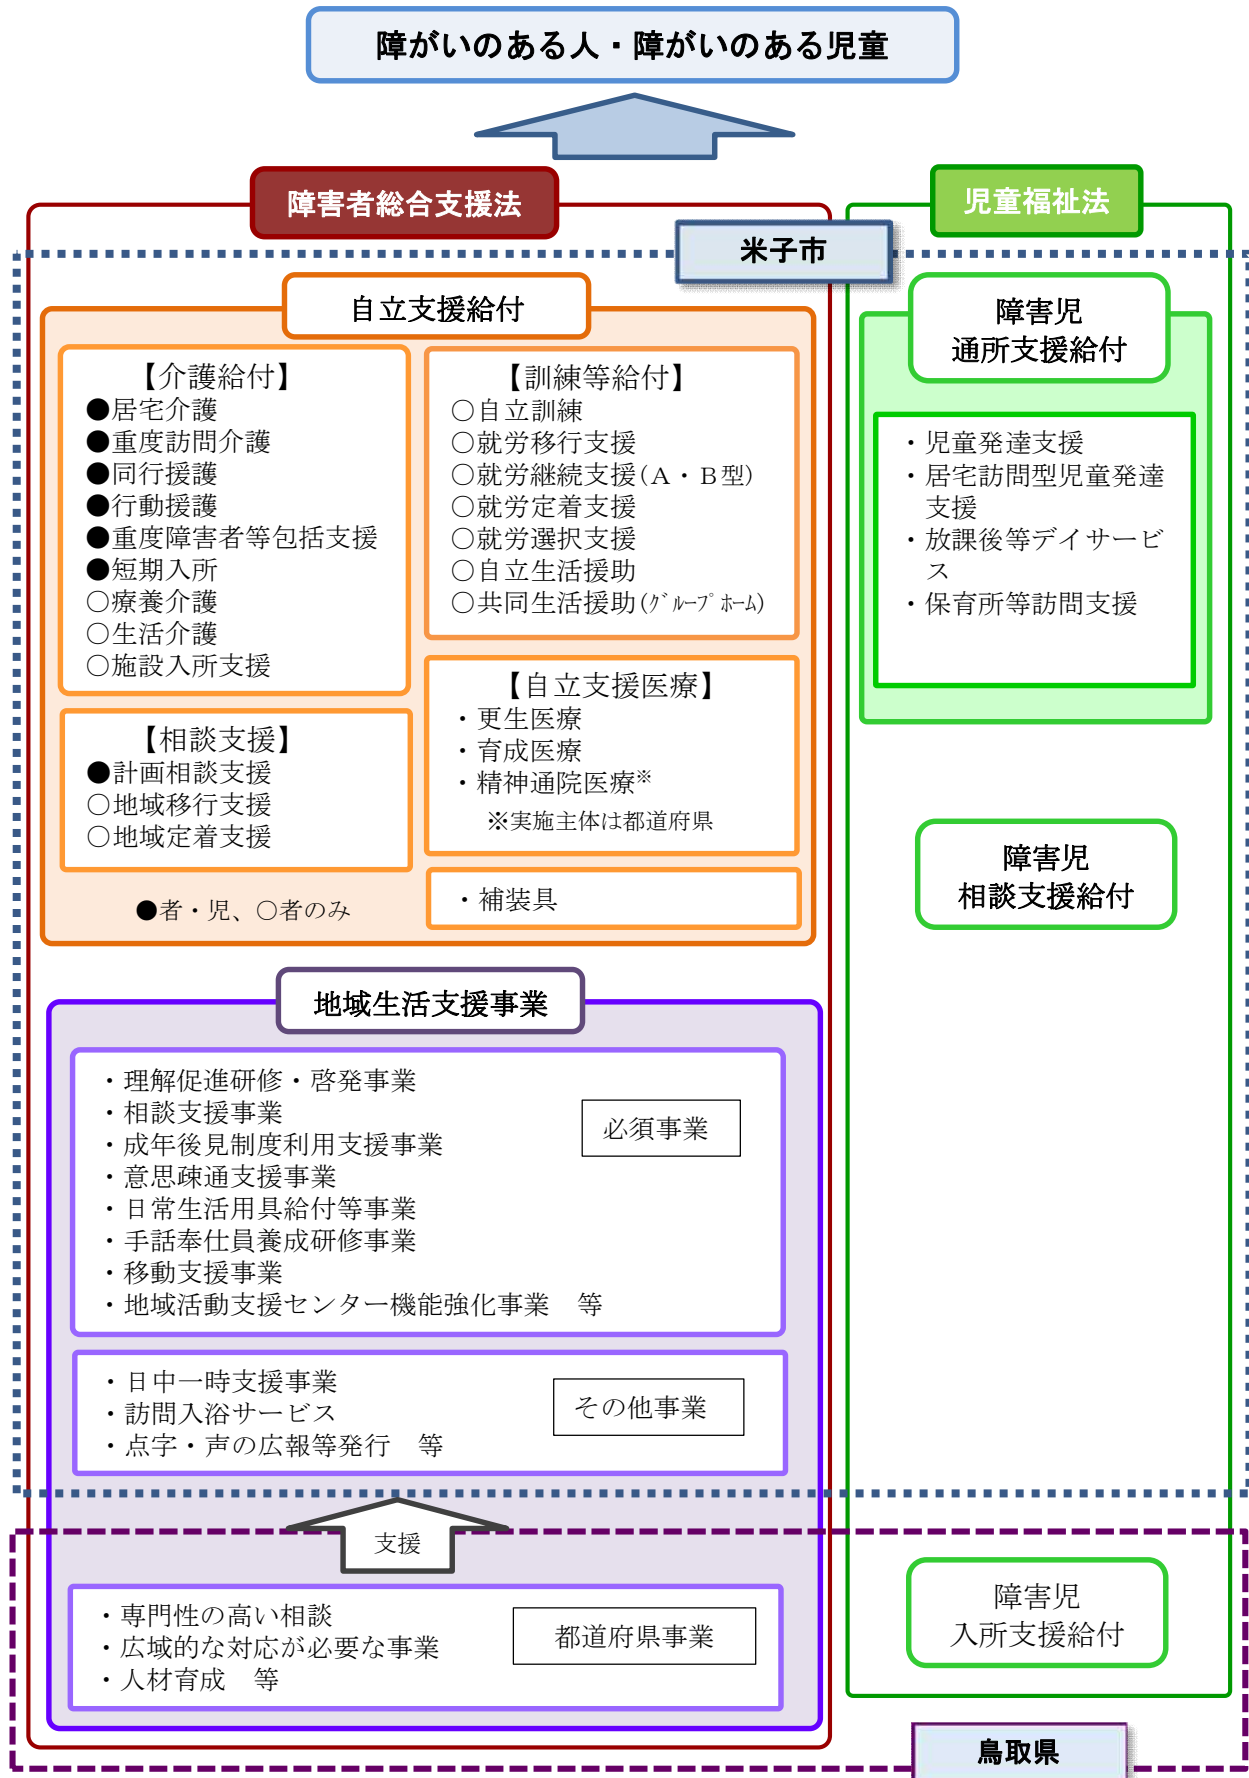 障がいのある人・障がいのある児童
障害者総合支援法
児童福祉法
米子市
自立支援給付
【介護給付】
●居宅介護
●重度訪問介護
●同行援護
●行動援護
●重度障害者等包括支援
●短期入所
○療養介護
○生活介護
○施設入所支援
【訓練等給付】
○自立訓練
○就労移行支援
○就労継続支援(A・B型)
○就労定着支援
○就労選択支援
○自立生活援助
○共同生活援助(グループホーム)
【相談支援】
●計画相談支援
○地域移行支援
○地域定着支援
【自立支援医療】
・更生医療
・育成医療
・精神通院医療※
※実施主体は都道府県
●者・児、○者のみ
・補装具
障害児
通所支援給付
・児童発達支援
・居宅訪問型児童発達
支援
・放課後等デイサービ
ス
・保育所等訪問支援
障害児
相談支援給付
地域生活支援事業
・理解促進研修・啓発事業
・相談支援事業
・成年後見制度利用支援事業
・意思疎通支援事業
・日常生活用具給付等事業
・手話奉仕員養成研修事業
・移動支援事業
・地域活動支援センター機能強化事業 等
必須事業
・日中一時支援事業
・訪問入浴サービス
・点字・声の広報等発行 等
その他事業
支援
・専門性の高い相談
・広域的な対応が必要な事業
・人材育成 等
都道府県事業
障害児
入所支援給付
鳥取県